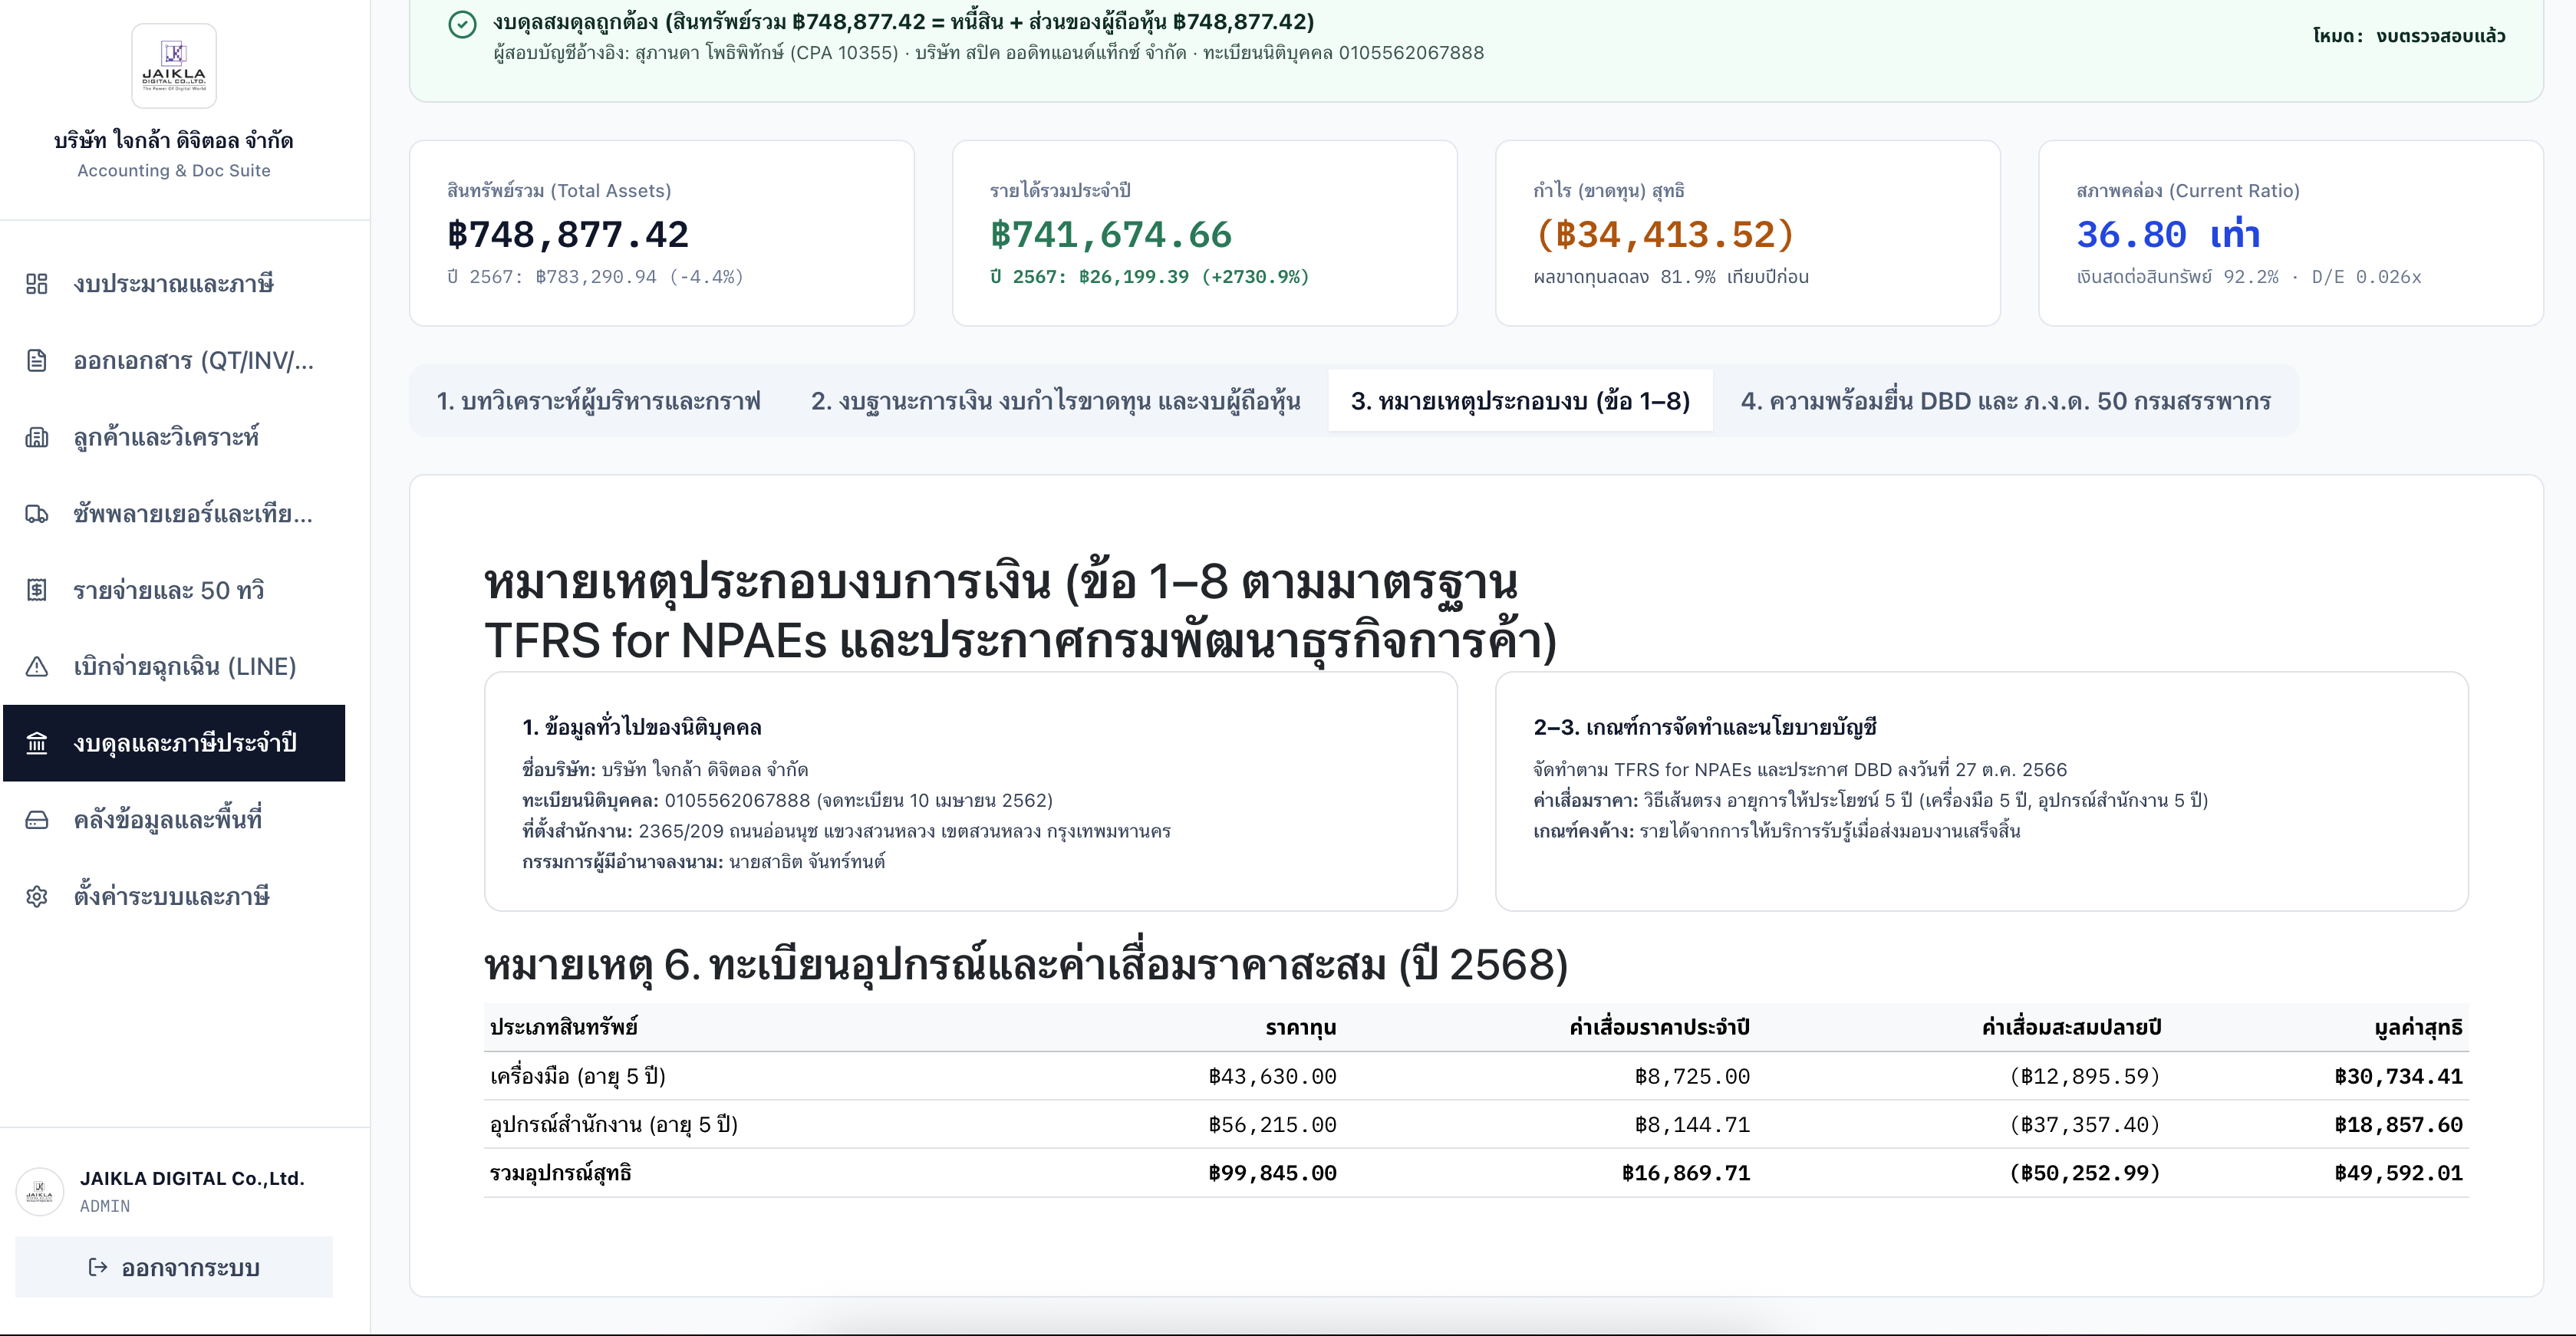 JAIKLA
DIGITAL CO.,LTD.
The Power Of Digital World
บริษัท ใจกล้า ดิจิตอล จำกัด
Accounting & Doc Suite
งบประมาณและภาษี
ออกเอกสาร (QT/INV/...
ลูกค้าและวิเคราะห์
ซัพพลายเยอร์และเทีย...
รายจ่ายและ 50 ทวิ
เบิกจ่ายฉุกเฉิน (LINE)
งบดุลและภาษีประจำปี
คลังข้อมูลและพื้นที่
ตั้งค่าระบบและภาษี
JAIKLA DIGITAL Co.,Ltd.
ADMIN
ออกจากระบบ
งบดุลสมดุลถูกต้อง (สินทรัพย์รวม ฿748,877.42 = หนี้สิน + ส่วนของผู้ถือหุ้น ฿748,877.42)
ผู้สอบบัญชีอ้างอิง: สุภานดา โพธิพิทักษ์ (CPA 10355) · บริษัท สปิค ออดิทแอนด์แท็กซ์ จำกัด · ทะเบียนนิติบุคคล 0105562067888
โหมด: งบตรวจสอบแล้ว
สินทรัพย์รวม (Total Assets)
฿748,877.42
ปี 2567: ฿783,290.94 (-4.4%)
รายได้รวมประจำปี
฿741,674.66
ปี 2567: ฿26,199.39 (+2730.9%)
กำไร (ขาดทุน) สุทธิ
(฿34,413.52)
ผลขาดทุนลดลง 81.9% เทียบปีก่อน
สภาพคล่อง (Current Ratio)
36.80 เท่า
เงินสดต่อสินทรัพย์ 92.2% · D/E 0.026x
1. บทวิเคราะห์ผู้บริหารและกราฟ
2. งบฐานะการเงิน งบกำไรขาดทุน และงบผู้ถือหุ้น
3. หมายเหตุประกอบงบ (ข้อ 1–8)
4. ความพร้อมยื่น DBD และ ภ.ง.ด. 50 กรมสรรพากร
หมายเหตุประกอบงบการเงิน (ข้อ 1–8 ตามมาตรฐาน
TFRS for NPAEs และประกาศกรมพัฒนาธุรกิจการค้า)
1. ข้อมูลทั่วไปของนิติบุคคล
ชื่อบริษัท: บริษัท ใจกล้า ดิจิตอล จำกัด
ทะเบียนนิติบุคคล: 0105562067888 (จดทะเบียน 10 เมษายน 2562)
ที่ตั้งสำนักงาน: 2365/209 ถนนอ่อนนุช แขวงสวนหลวง เขตสวนหลวง กรุงเทพมหานคร
กรรมการผู้มีอำนาจลงนาม: นายสาธิต จันทร์ทนต์
2–3. เกณฑ์การจัดทำและนโยบายบัญชี
จัดทำตาม TFRS for NPAEs และประกาศ DBD ลงวันที่ 27 ต.ค. 2566
ค่าเสื่อมราคา: วิธีเส้นตรง อายุการให้ประโยชน์ 5 ปี (เครื่องมือ 5 ปี, อุปกรณ์สำนักงาน 5 ปี)
เกณฑ์คงค้าง: รายได้จากการให้บริการรับรู้เมื่อส่งมอบงานเสร็จสิ้น
หมายเหตุ 6. ทะเบียนอุปกรณ์และค่าเสื่อมราคาสะสม (ปี 2568)
ประเภทสินทรัพย์ ราคาทุน ค่าเสื่อมราคาประจำปี ค่าเสื่อมสะสมปลายปี มูลค่าสุทธิ
เครื่องมือ (อายุ 5 ปี) ฿43,630.00 ฿8,725.00 (฿12,895.59) ฿30,734.41
อุปกรณ์สำนักงาน (อายุ 5 ปี) ฿56,215.00 ฿8,144.71 (฿37,357.40) ฿18,857.60
รวมอุปกรณ์สุทธิ ฿99,845.00 ฿16,869.71 (฿50,252.99) ฿49,592.01